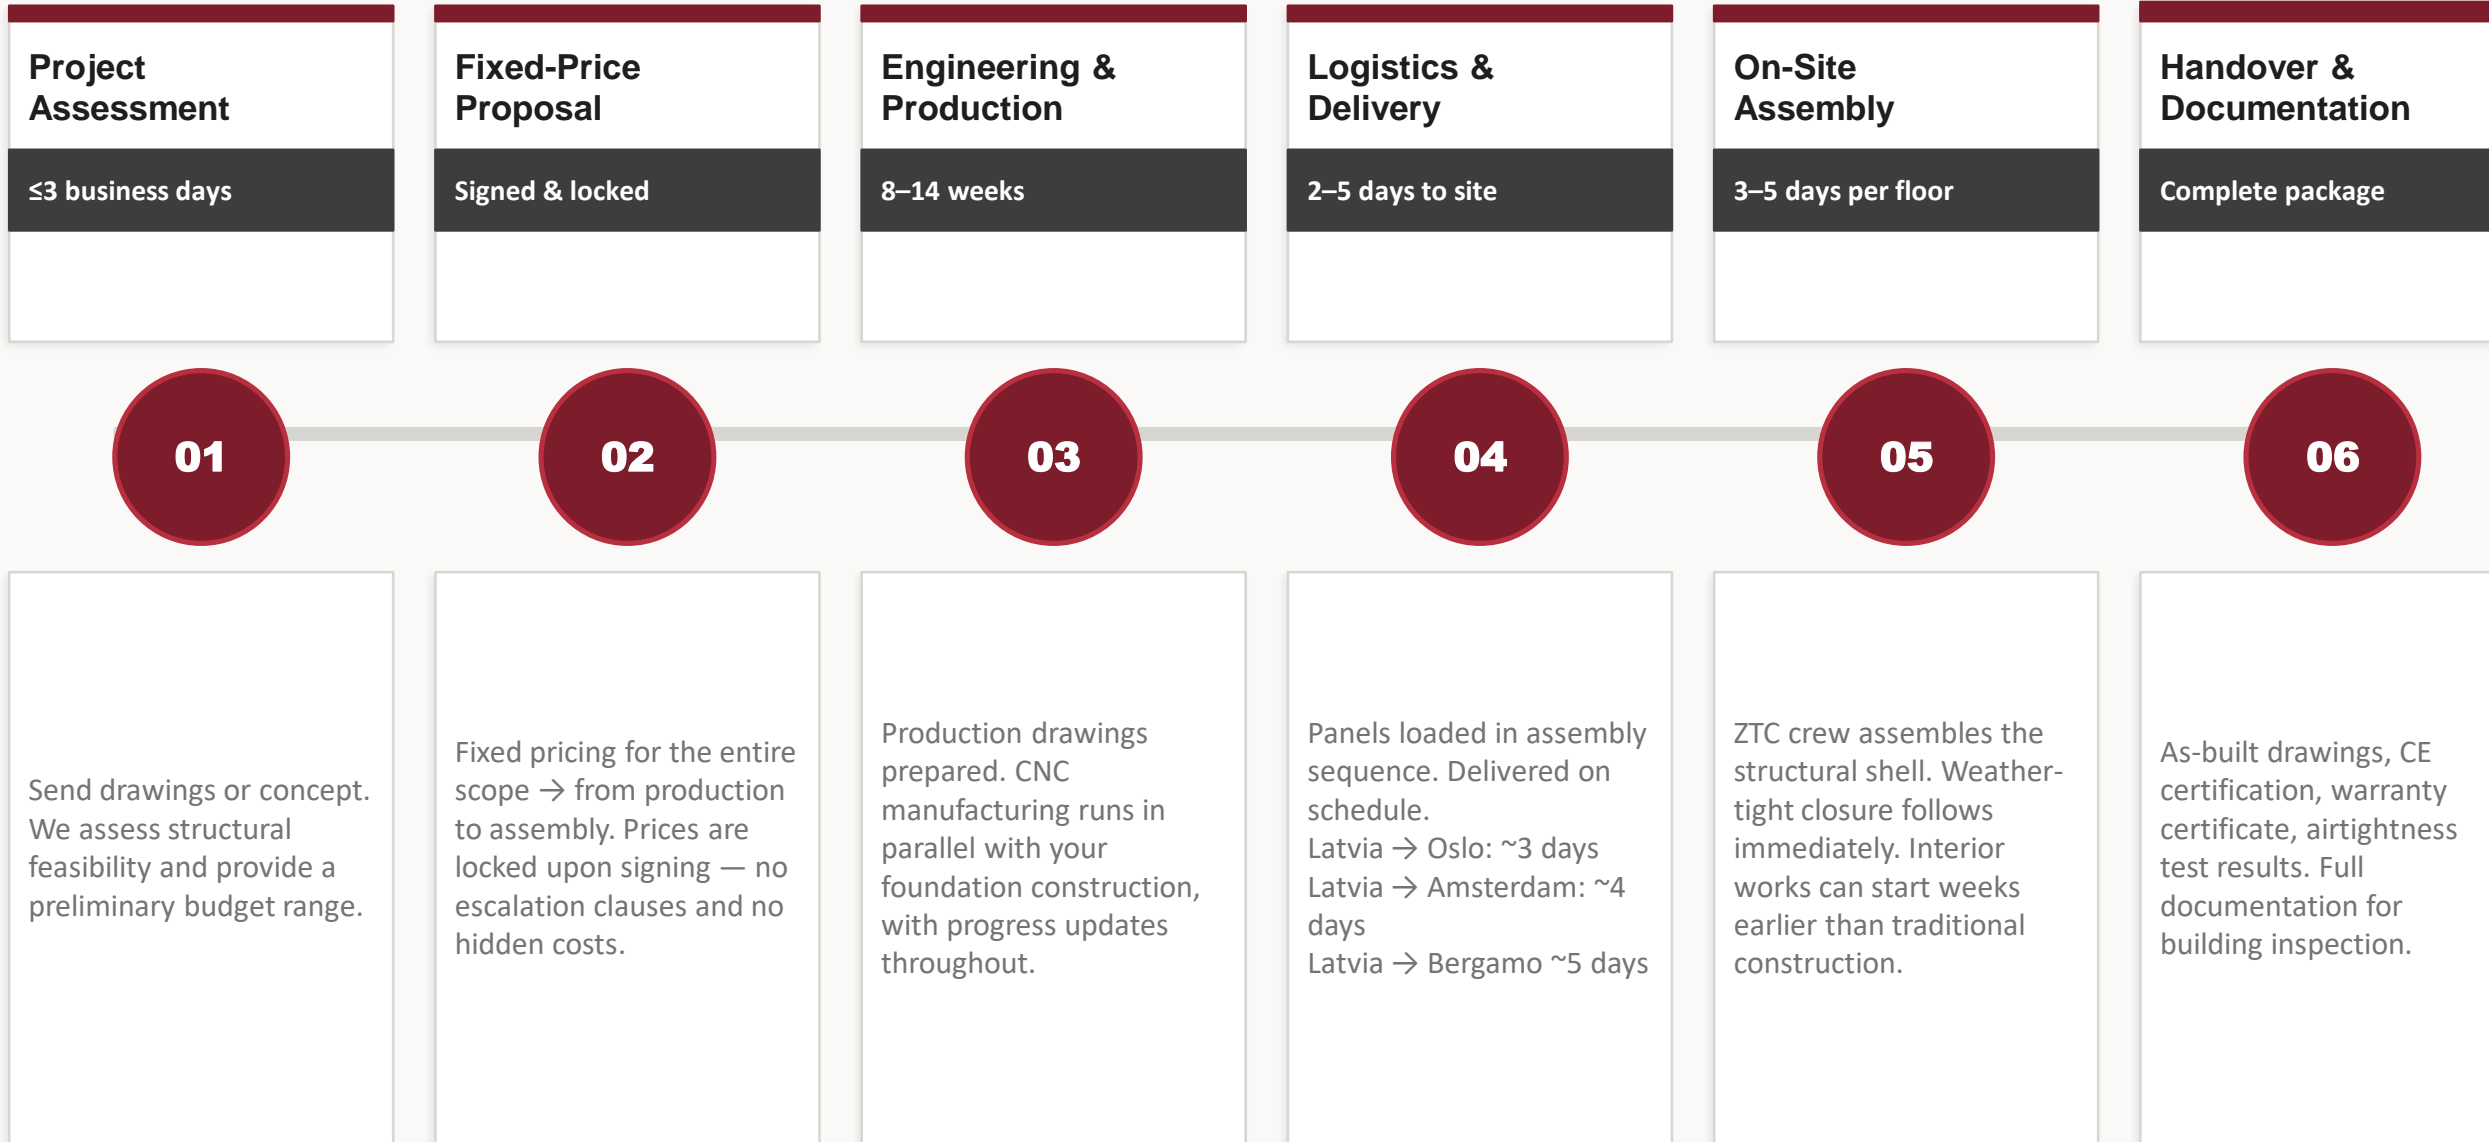 Project
Assessment
≤3 business days
Fixed-Price
Proposal
Signed & locked
Engineering &
Production
8–14 weeks
Logistics &
Delivery
2–5 days to site
On-Site
Assembly
3–5 days per floor
Handover &
Documentation
Complete package
01
02
03
04
05
06
Send drawings or concept.
We assess structural
feasibility and provide a
preliminary budget range.
Fixed pricing for the entire
scope → from production
to assembly. Prices are
locked upon signing — no
escalation clauses and no
hidden costs.
Production drawings
prepared. CNC
manufacturing runs in
parallel with your
foundation construction,
with progress updates
throughout.
Panels loaded in assembly
sequence. Delivered on
schedule.
Latvia → Oslo: ~3 days
Latvia → Amsterdam: ~4
days
Latvia → Bergamo ~5 days
ZTC crew assembles the
structural shell. Weather-
tight closure follows
immediately. Interior
works can start weeks
earlier than traditional
construction.
As-built drawings, CE
certification, warranty
certificate, airtightness
test results. Full
documentation for
building inspection.